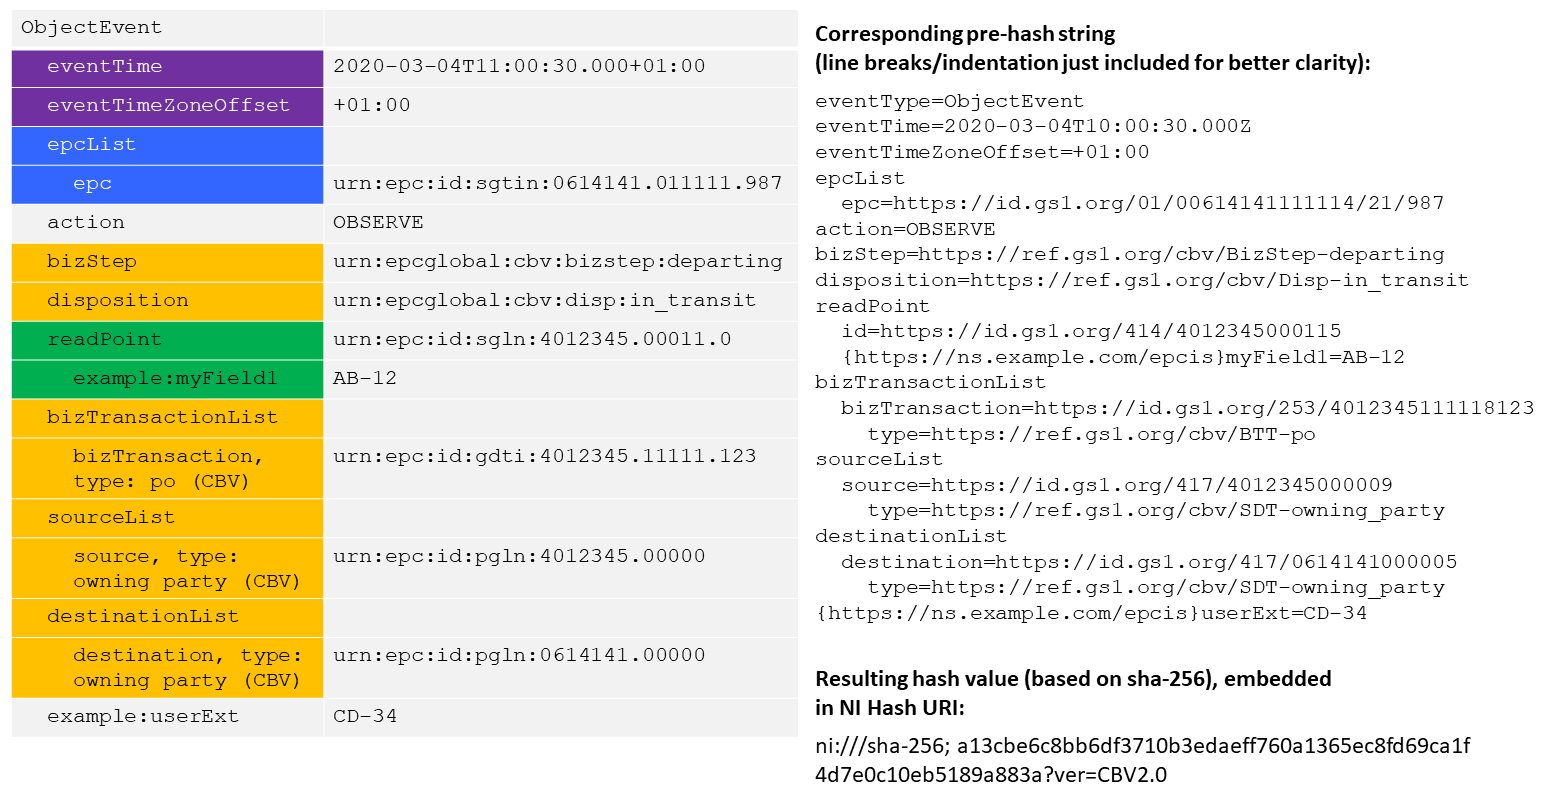 ObjectEvent
eventTime 2020-03-04T11:00:30.000+01:00
eventTimeZoneOffset +01:00
epcList
epc urn:epc:id:sgtin:0614141.011111.987
action OBSERVE
bizStep urn:epcglobal:cbv:bizstep:departing
disposition urn:epcglobal:cbv:disp:in_transit
readPoint urn:epc:id:sgln:4012345.00011.0
example:myField1 AB-12
bizTransactionList
bizTransaction, urn:epc:id:gdti:4012345.11111.123
type: po (CBV)
sourceList
source, type: urn:epc:id:pgln:4012345.00000
owning party (CBV)
destinationList
destination, type: urn:epc:id:pgln:0614141.00000
owning party (CBV)
example:userExt CD-34
Corresponding pre-hash string
(line breaks/indentation just included for better clarity):
eventType=ObjectEvent
eventTime=2020-03-04T10:00:30.000Z
eventTimeZoneOffset=+01:00
epcList
epc=https://id.gs1.org/01/00614141111114/21/987
action=OBSERVE
bizStep=https://ref.gs1.org/cbv/BizStep-departing
disposition=https://ref.gs1.org/cbv/Disp-in_transit
readPoint
id=https://id.gs1.org/414/4012345000115
{https://ns.example.com/epcis}myField1=AB-12
bizTransactionList
bizTransaction=https://id.gs1.org/253/4012345111118123
type=https://ref.gs1.org/cbv/BTT-po
sourceList
source=https://id.gs1.org/417/4012345000009
type=https://ref.gs1.org/cbv/SDT-owning_party
destinationList
destination=https://id.gs1.org/417/0614141000005
type=https://ref.gs1.org/cbv/SDT-owning_party
{https://ns.example.com/epcis}userExt=CD-34
Resulting hash value (based on sha-256), embedded
in NI Hash URI:
ni:///sha-256; a13cbe6c8bb6df3710b3edaeff760a1365ec8fd69ca1f
4d7e0c10eb5189a883a?ver=CBV2.0